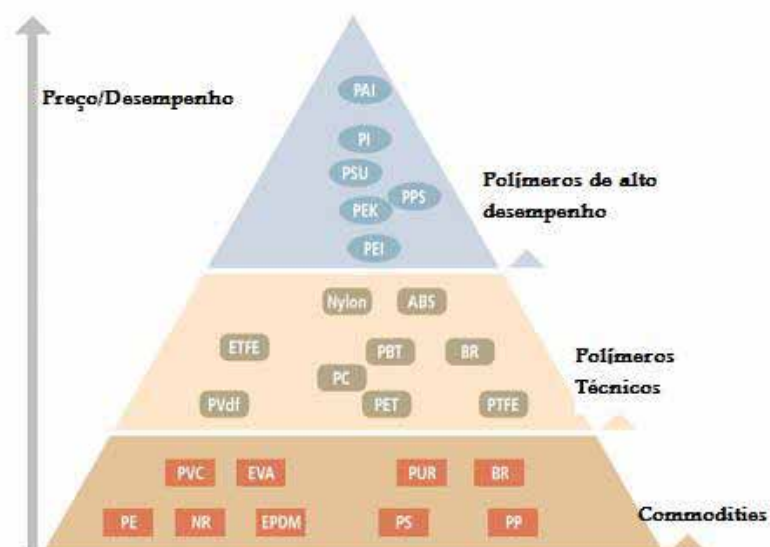 Preço/Desempenho
PAI
PI
PSU
PPS
PEK
PEI
Polímeros de alto
desempenho
Nylon ABS
ETFE PBT BR
PC
PVdf PET PTFE
Polímeros
Técnicos
PVC EVA PUR BR
PE NR EPDM PS PP
Commodities